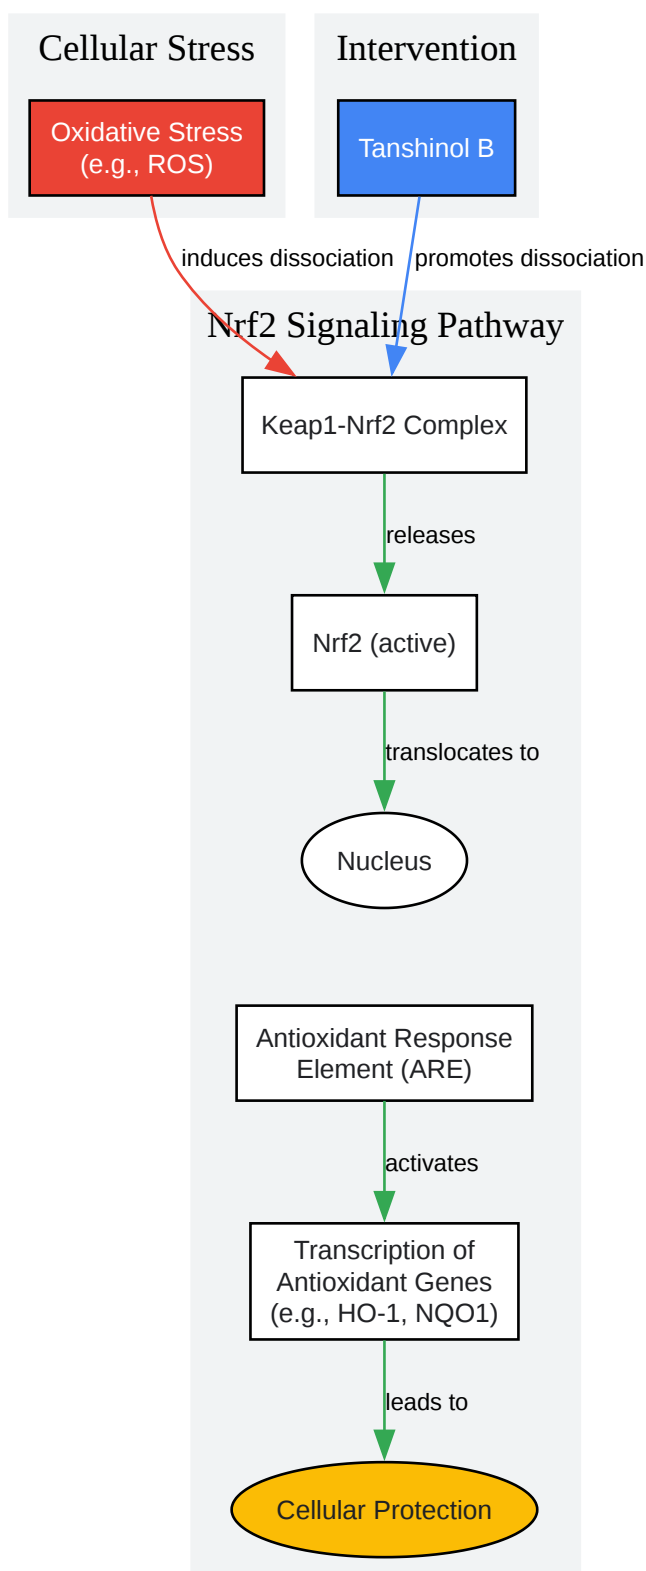 Cellular Stress
Intervention
Oxidative Stress
(e.g., ROS)
Tanshinol B
induces dissociation
promotes dissociation
Nrf2 Signaling Pathway
Keap1-Nrf2 Complex
releases
Nrf2 (active)
translocates to
Nucleus
Antioxidant Response
Element (ARE)
activates
Transcription of
Antioxidant Genes
(e.g., HO-1, NQO1)
leads to
Cellular Protection